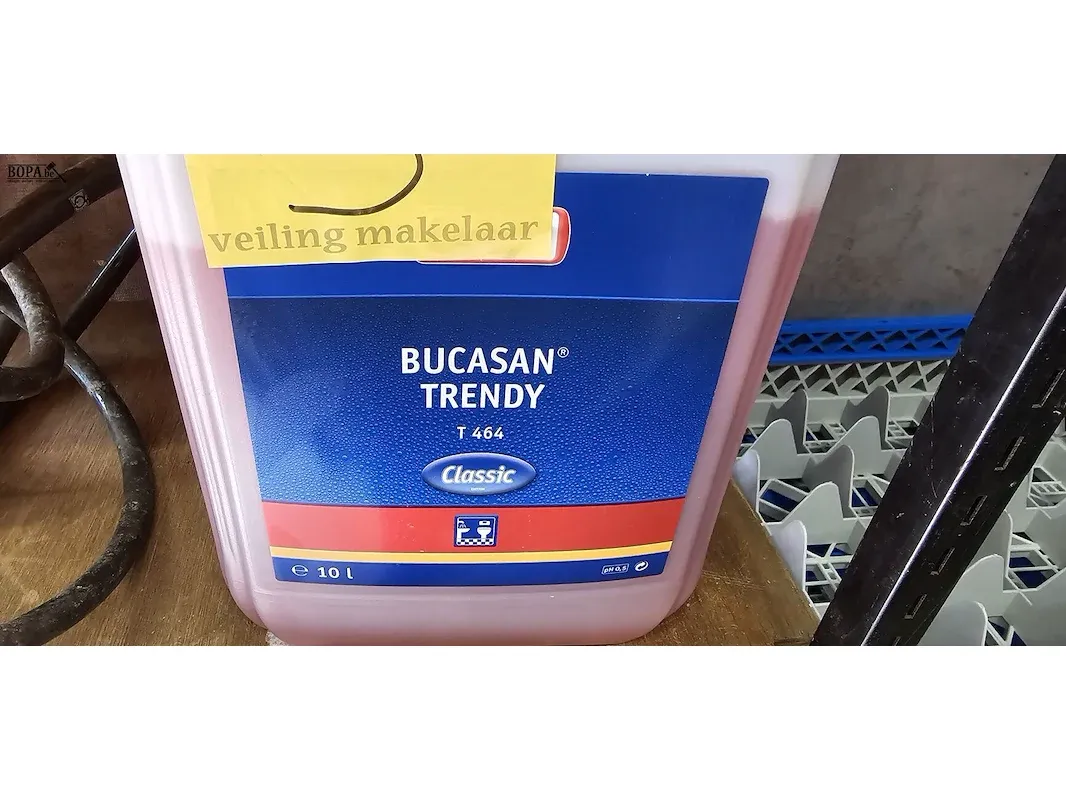 BOPA.be
veiling makelaar
BUCASAN®
TRENDY
T 464
Classic
℮ 10 l
pH 0,5